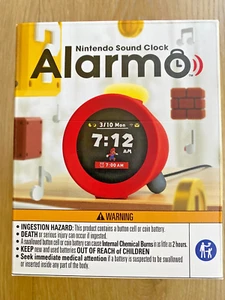 Nintendo Sound Clock
Alarmo
TM
3/10 Mon
7:12
AM
7:00 AM
WARNING
• INGESTION HAZARD: This product contains a button cell or coin battery.
• DEATH or serious injury can occur if ingested.
• A swallowed button cell or coin battery can cause Internal Chemical Burns in as little as 2 hours.
• KEEP new and used batteries OUT OF REACH of CHILDREN
• Seek immediate medical attention if a battery is suspected to be swallowed
or inserted inside any part of the body.